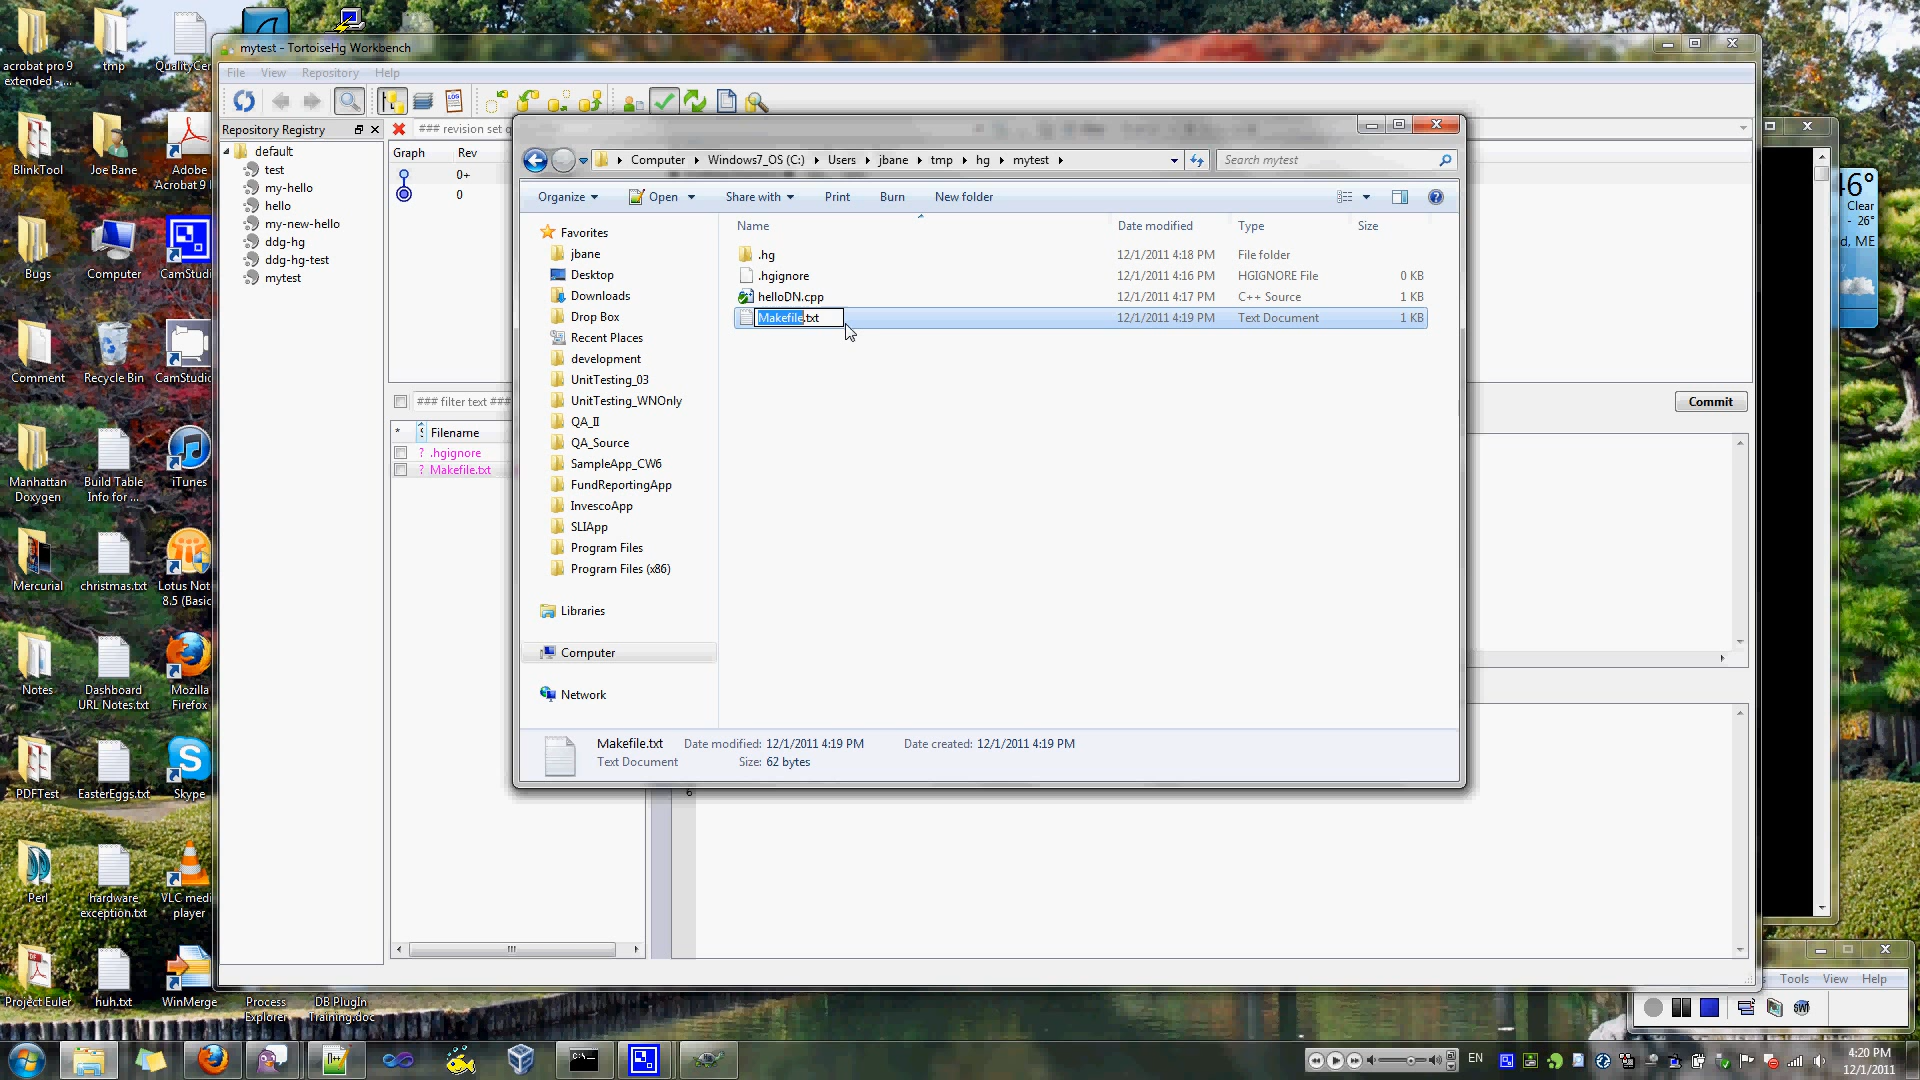 acrobat pro 9
extended - ...
tmp
QualityCen
BlinkTool
Joe Bane
Adobe
Acrobat 9
Bugs
Computer
CamStudio
Comment
Recycle Bin
CamStudio
Manhattan
Doxygen
Build Table
Info for ...
iTunes
Mercurial
christmas.txt
Lotus Not
8.5 (Basic
Notes
Dashboard
URL Notes.txt
Mozilla
Firefox
PDFTest
EasterEggs.txt
Skype
Perl
hardware
exception.txt
VLC medi
player
Project Euler
huh.txt
WinMerge
Process
Explorer
DB PlugIn
Training.doc
mytest - TortoiseHg Workbench
File View Repository Help
LOG
Repository Registry
default
test
my-hello
hello
my-new-hello
ddg-hg
ddg-hg-test
mytest
### revision set q
Graph Rev
0+
0
### filter text ###
* Filename
? .hgignore
? Makefile.txt
Commit
6
Computer Windows7_OS (C:) Users jbane tmp hg mytest
Search mytest
Organize Open Share with Print Burn New folder
Favorites
jbane
Desktop
Downloads
Drop Box
Recent Places
development
UnitTesting_03
UnitTesting_WNOnly
QA_II
QA_Source
SampleApp_CW6
FundReportingApp
InvescoApp
SLIApp
Program Files
Program Files (x86)
Libraries
Computer
Network
Name Date modified Type Size
.hg 12/1/2011 4:18 PM File folder
.hgignore 12/1/2011 4:16 PM HGIGNORE File 0 KB
helloDN.cpp 12/1/2011 4:17 PM C++ Source 1 KB
Makefile.txt 12/1/2011 4:19 PM Text Document 1 KB
Makefile.txt Date modified: 12/1/2011 4:19 PM Date created: 12/1/2011 4:19 PM
Text Document Size: 62 bytes
46°
Clear
- 26°
d, ME
Tools View Help
EN
4:20 PM
12/1/2011